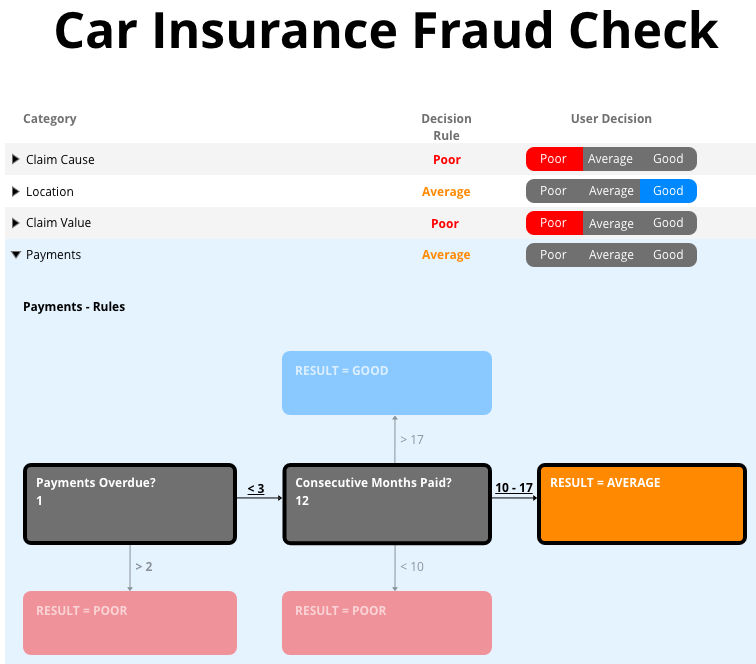 Car Insurance Fraud Check
Category
Decision
Rule
User Decision
Claim Cause
Poor
Poor Average Good
Location
Average
Poor Average Good
Claim Value
Poor
Poor Average Good
Payments
Average
Poor Average Good
Payments - Rules
RESULT = GOOD
> 17
Payments Overdue?
1
< 3
Consecutive Months Paid?
12
10 - 17
RESULT = AVERAGE
> 2
< 10
RESULT = POOR
RESULT = POOR